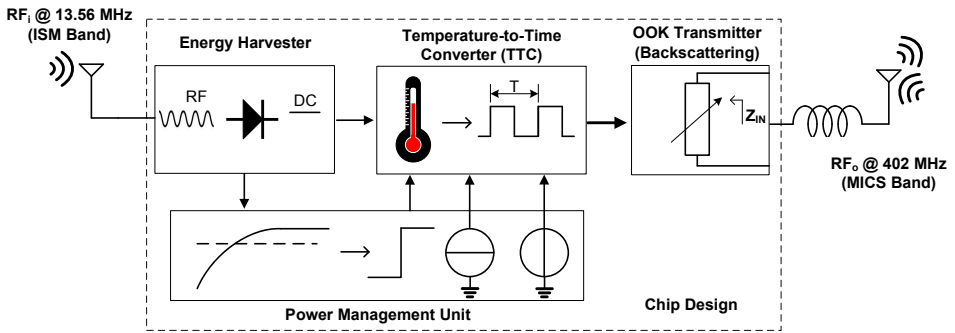 RFi @ 13.56 MHz
(ISM Band)
Energy Harvester
Temperature-to-Time
Converter (TTC)
OOK Transmitter
(Backscattering)
RF
DC
T
ZIN
RFo @ 402 MHz
(MICS Band)
Power Management Unit
Chip Design